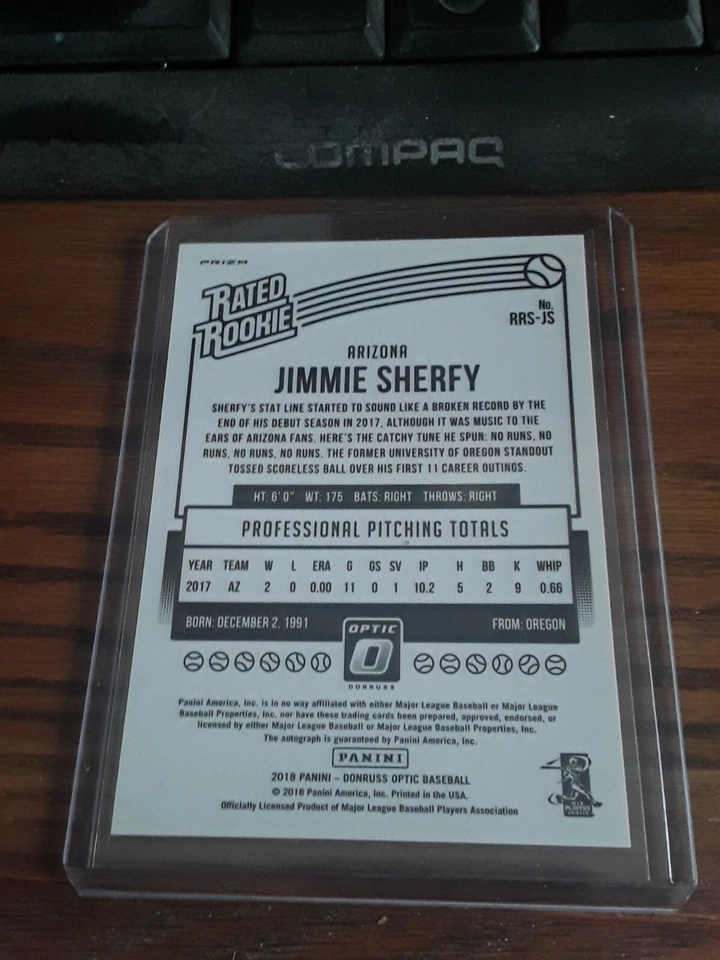 COMPAQ
PRIZM
RATED
ROOKIE
No.
RRS-JS
ARIZONA
JIMMIE SHERFY
SHERFY'S STAT LINE STARTED TO SOUND LIKE A BROKEN RECORD BY THE
END OF HIS DEBUT SEASON IN 2017, ALTHOUGH IT WAS MUSIC TO THE
EARS OF ARIZONA FANS. HERE'S THE CATCHY TUNE HE SPUN: NO RUNS, NO
RUNS, NO RUNS, NO RUNS. THE FORMER UNIVERSITY OF OREGON STANDOUT
TOSSED SCORELESS BALL OVER HIS FIRST 11 CAREER OUTINGS.
HT: 6' 0" WT: 175 BATS: RIGHT THROWS: RIGHT
PROFESSIONAL PITCHING TOTALS
YEAR TEAM W L ERA G GS SV IP H BB K WHIP
2017 AZ 2 0 0.00 11 0 1 10.2 5 2 9 0.66
BORN: DECEMBER 2, 1991
FROM: OREGON
OPTIC
DONRUSS
Panini America, Inc. is in no way affiliated with either Major League Baseball or Major League
Baseball Properties, Inc. nor have these trading cards been prepared, approved, endorsed, or
licensed by either Major League Baseball or Major League Baseball Properties, Inc.
The autograph is guaranteed by Panini America, Inc.
PANINI
2018 PANINI – DONRUSS OPTIC BASEBALL
© 2018 Panini America, Inc. Printed in the USA.
Officially Licensed Product of Major League Baseball Players Association
PLAYERS